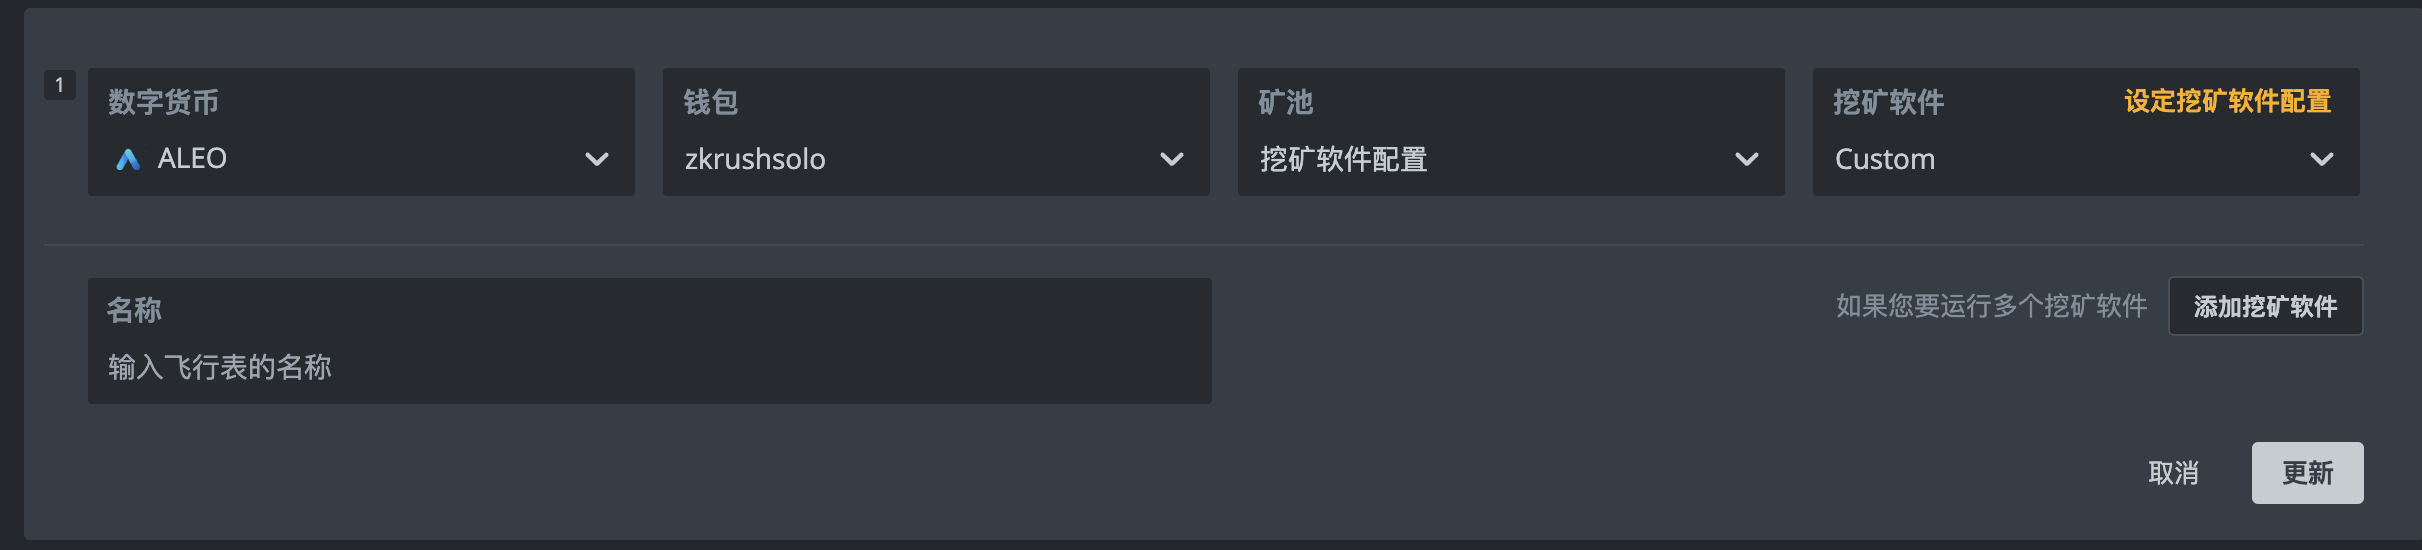 1
数字货币
ALEO
钱包
zkrushsolo
矿池
挖矿软件配置
挖矿软件
设定挖矿软件配置
Custom
名称
输入飞行表的名称
如果您要运行多个挖矿软件
添加挖矿软件
取消
更新